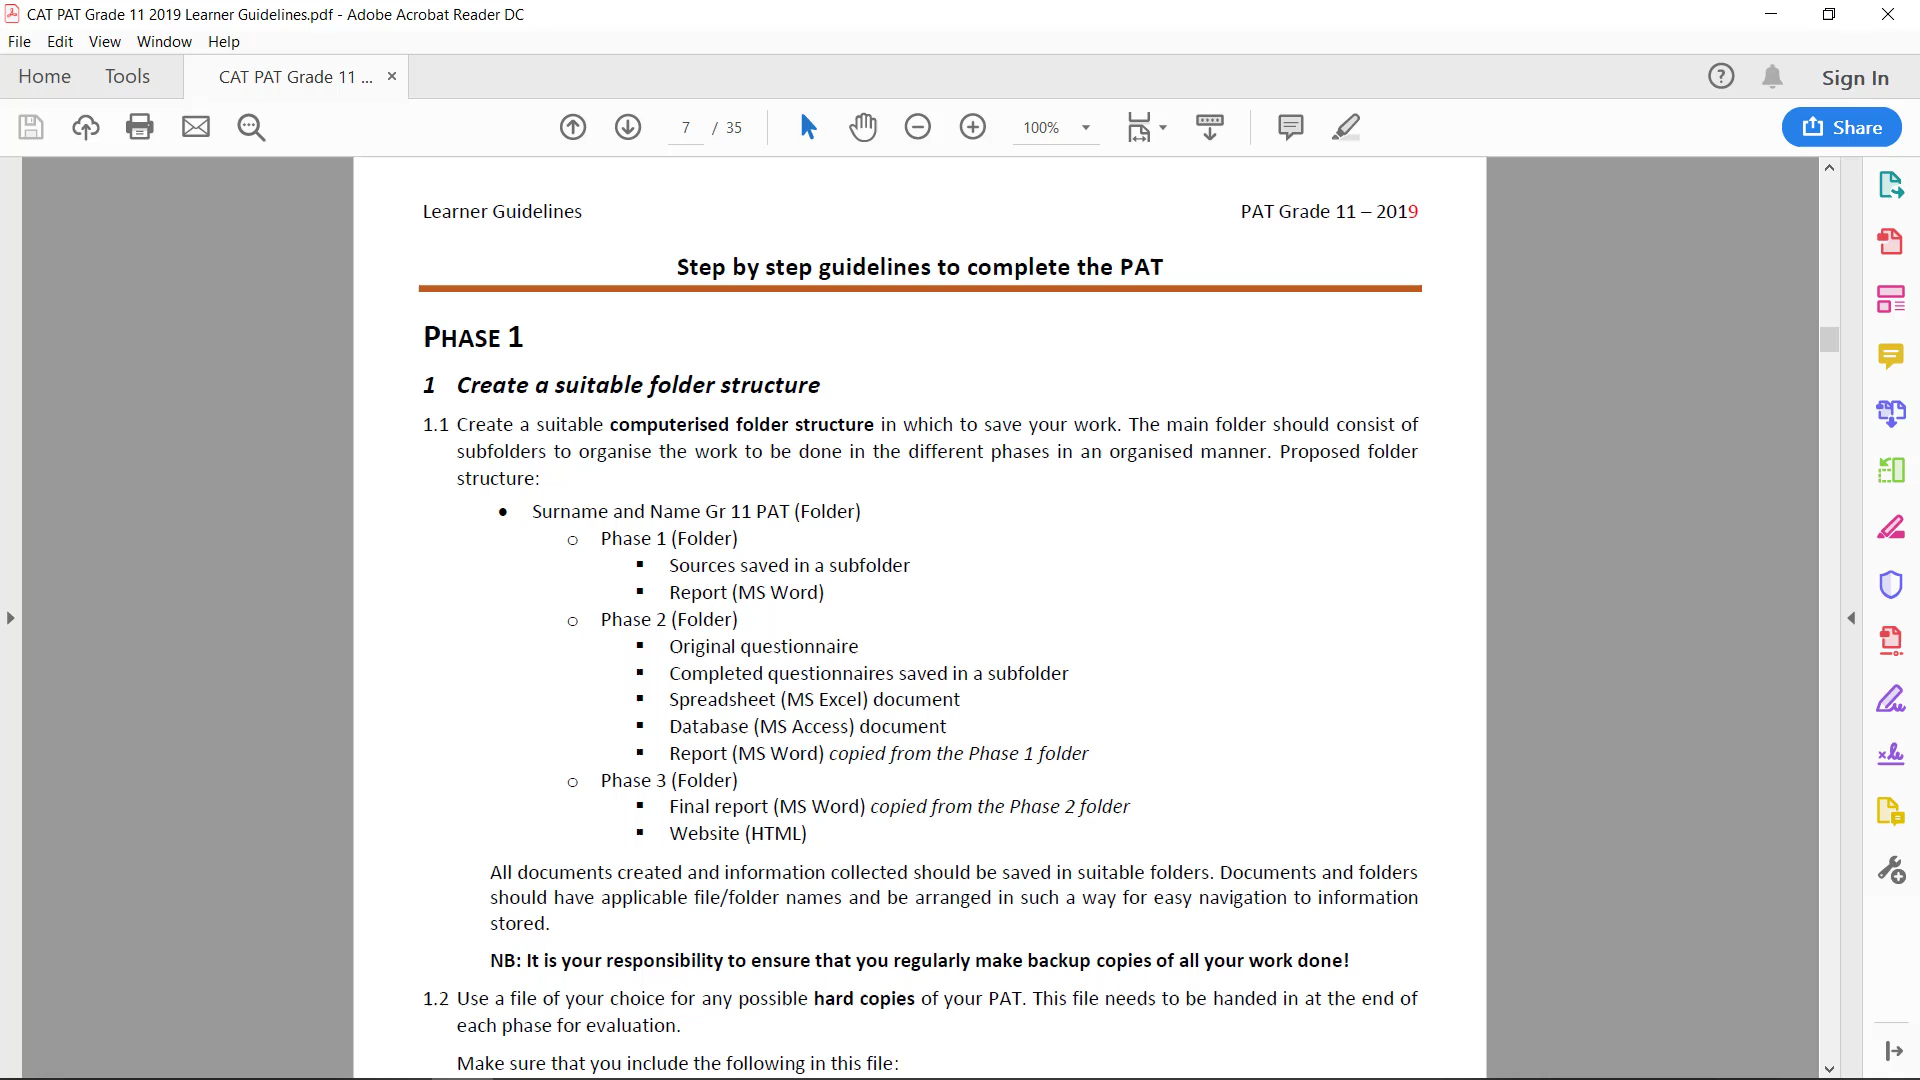 CAT PAT Grade 11 2019 Learner Guidelines.pdf - Adobe Acrobat Reader DC
File Edit View Window Help
Home Tools CAT PAT Grade 11 ... Sign In
7 / 35 100% Share
Learner Guidelines PAT Grade 11 – 2019
Step by step guidelines to complete the PAT
PHASE 1
1 Create a suitable folder structure
1.1 Create a suitable computerised folder structure in which to save your work. The main folder should consist of
subfolders to organise the work to be done in the different phases in an organised manner. Proposed folder
structure:
• Surname and Name Gr 11 PAT (Folder)
o Phase 1 (Folder)
▪ Sources saved in a subfolder
▪ Report (MS Word)
o Phase 2 (Folder)
▪ Original questionnaire
▪ Completed questionnaires saved in a subfolder
▪ Spreadsheet (MS Excel) document
▪ Database (MS Access) document
▪ Report (MS Word) copied from the Phase 1 folder
o Phase 3 (Folder)
▪ Final report (MS Word) copied from the Phase 2 folder
▪ Website (HTML)
All documents created and information collected should be saved in suitable folders. Documents and folders
should have applicable file/folder names and be arranged in such a way for easy navigation to information
stored.
NB: It is your responsibility to ensure that you regularly make backup copies of all your work done!
1.2 Use a file of your choice for any possible hard copies of your PAT. This file needs to be handed in at the end of
each phase for evaluation.
Make sure that you include the following in this file: